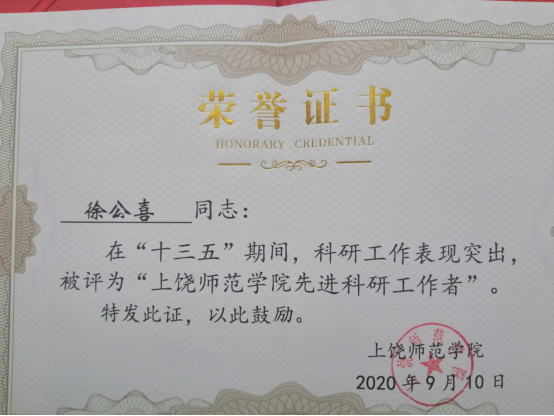 荣誉证书
HONORARY CREDENTIAL
徐公喜 同志：
在“十三五”期间，科研工作表现突出，
被评为“上饶师范学院先进科研工作者”。
特发此证，以此鼓励。
上饶师范学院
2020年9月10日